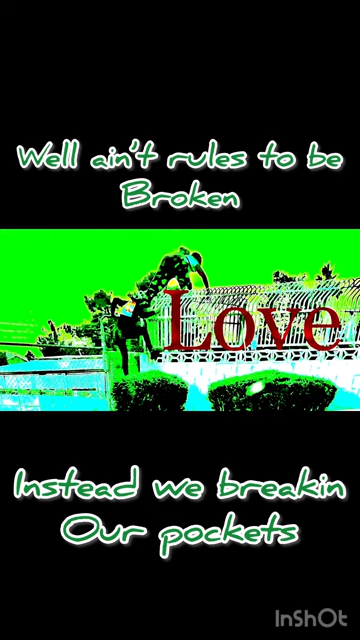 Well ain't rules to be
Broken
Love
Instead we breakin
Our pockets
InShOt